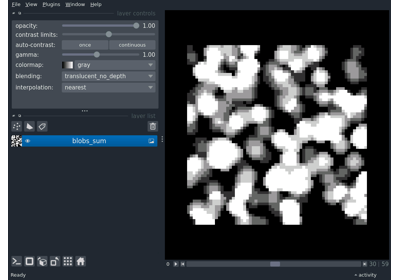 File View Plugins Window Help
layer controls
opacity: 1.00
contrast limits:
auto-contrast: once continuous
gamma: 1.00
colormap: gray
blending: translucent_no_depth
interpolation: nearest
layer list
blobs_sum
30 59
Ready
activity